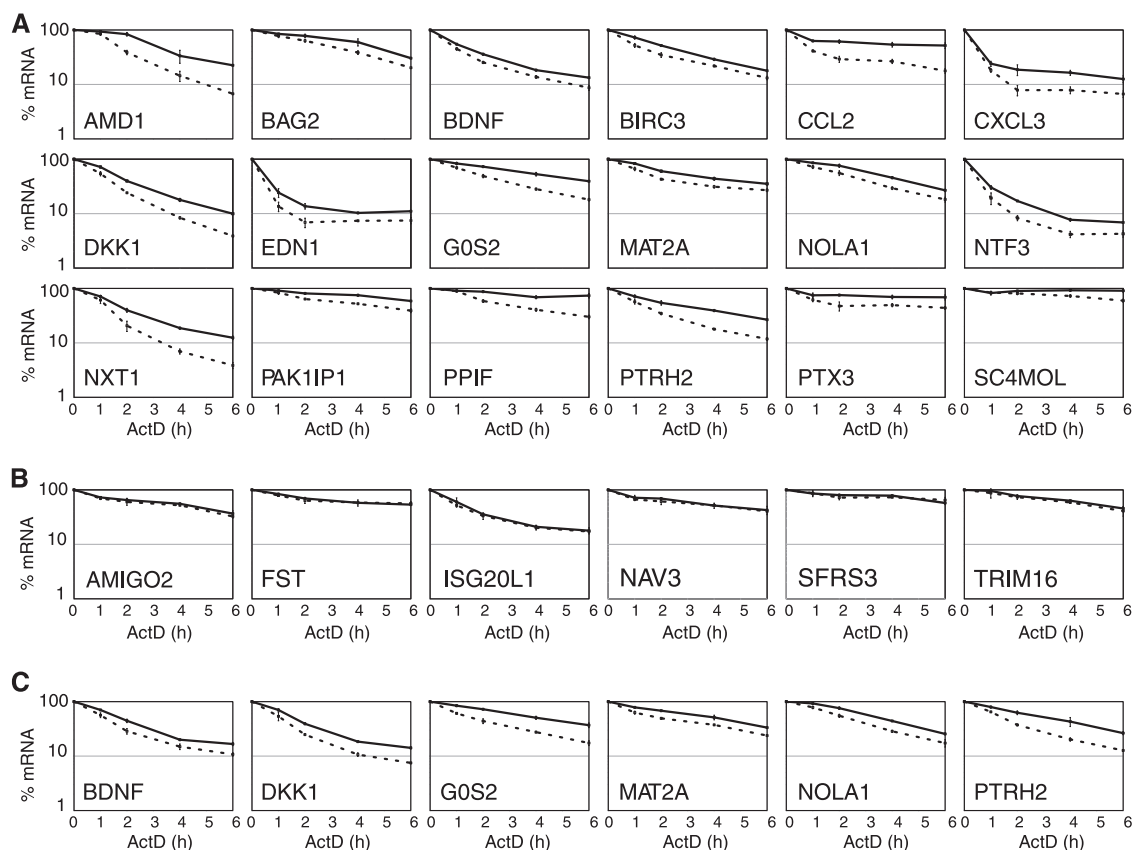 A
% mRNA 100 10 1
AMD1 BAG2 BDNF BIRC3 CCL2 CXCL3
% mRNA 100 10 1
DKK1 EDN1 G0S2 MAT2A NOLA1 NTF3
% mRNA 100 10 1
NXT1 PAK1IP1 PPIF PTRH2 PTX3 SC4MOL
0 1 2 3 4 5 6 0 1 2 3 4 5 6 0 1 2 3 4 5 6 0 1 2 3 4 5 6 0 1 2 3 4 5 6 0 1 2 3 4 5 6
ActD (h) ActD (h) ActD (h) ActD (h) ActD (h) ActD (h)
B
% mRNA 100 10 1
AMIGO2 FST ISG20L1 NAV3 SFRS3 TRIM16
0 1 2 3 4 5 6 0 1 2 3 4 5 6 0 1 2 3 4 5 6 0 1 2 3 4 5 6 0 1 2 3 4 5 6 0 1 2 3 4 5 6
ActD (h) ActD (h) ActD (h) ActD (h) ActD (h) ActD (h)
C
% mRNA 100 10 1
BDNF DKK1 G0S2 MAT2A NOLA1 PTRH2
0 1 2 3 4 5 6 0 1 2 3 4 5 6 0 1 2 3 4 5 6 0 1 2 3 4 5 6 0 1 2 3 4 5 6 0 1 2 3 4 5 6
ActD (h) ActD (h) ActD (h) ActD (h) ActD (h) ActD (h)